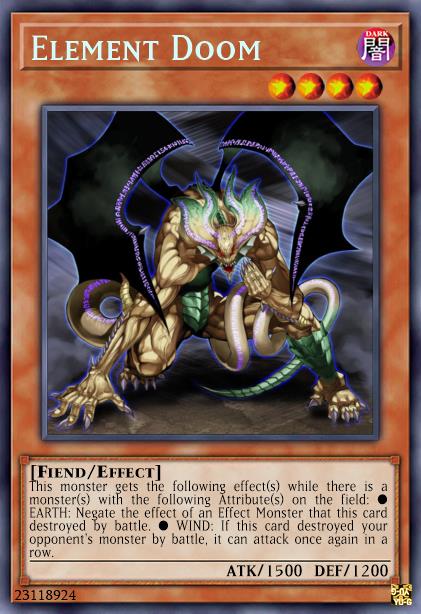 Element Doom
DARK
闇
[Fiend/Effect]
This monster gets the following effect(s) while there is a
monster(s) with the following Attribute(s) on the field: ●
EARTH: Negate the effect of an Effect Monster that this card
destroyed by battle. ● WIND: If this card destroyed your
opponent's monster by battle, it can attack once again in a
row.
ATK/1500 DEF/1200
23118924